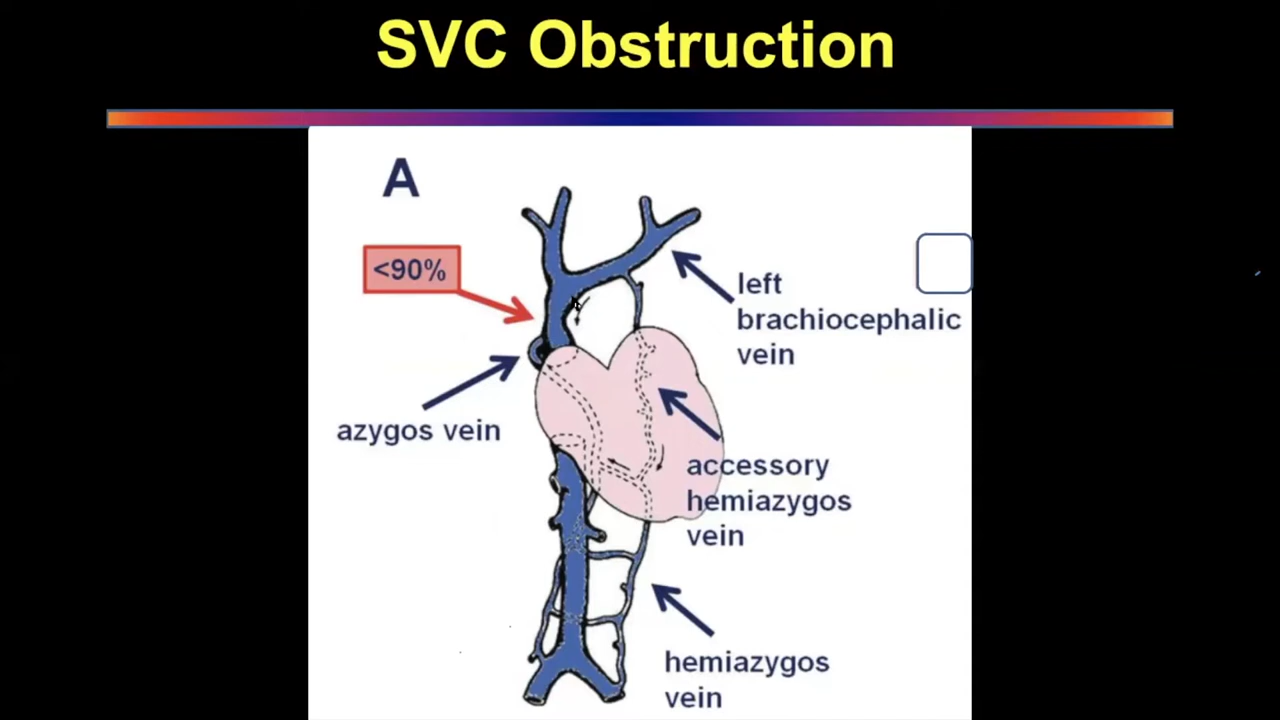 SVC Obstruction
A
<90%
left
brachiocephalic
vein
azygos vein
accessory
hemiazygos
vein
hemiazygos
vein